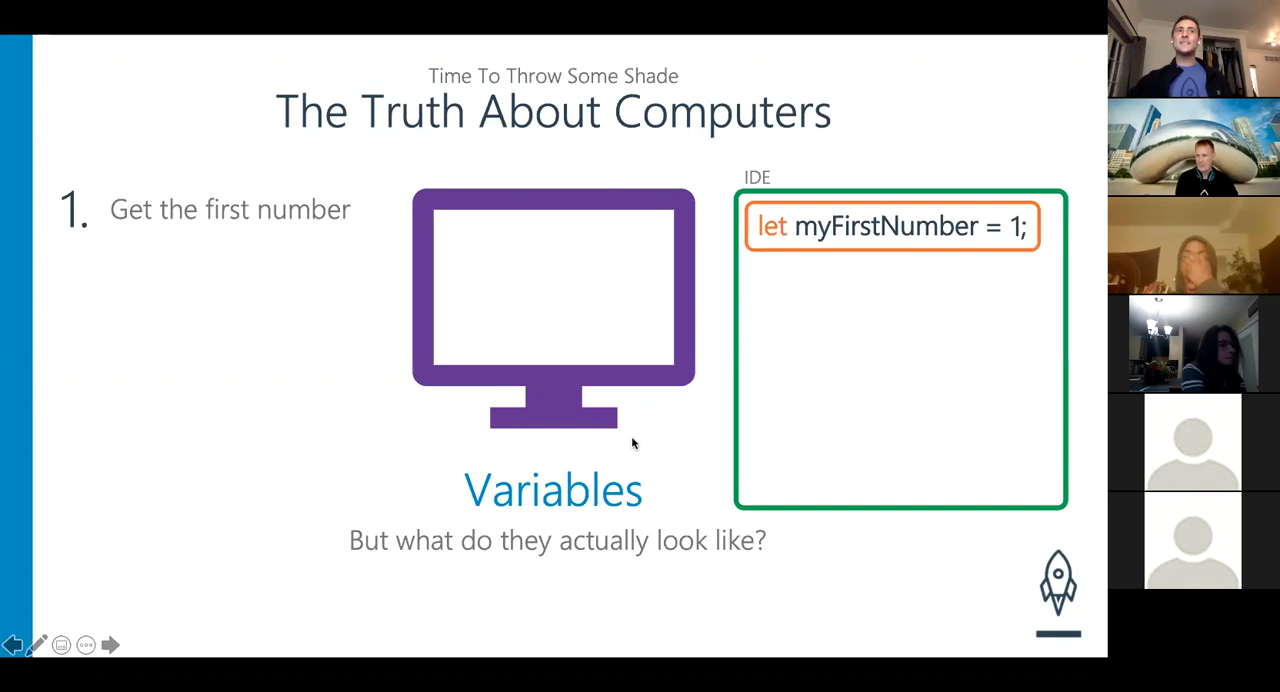 Time To Throw Some Shade
The Truth About Computers
1. Get the first number
IDE
let myFirstNumber = 1;
Variables
But what do they actually look like?